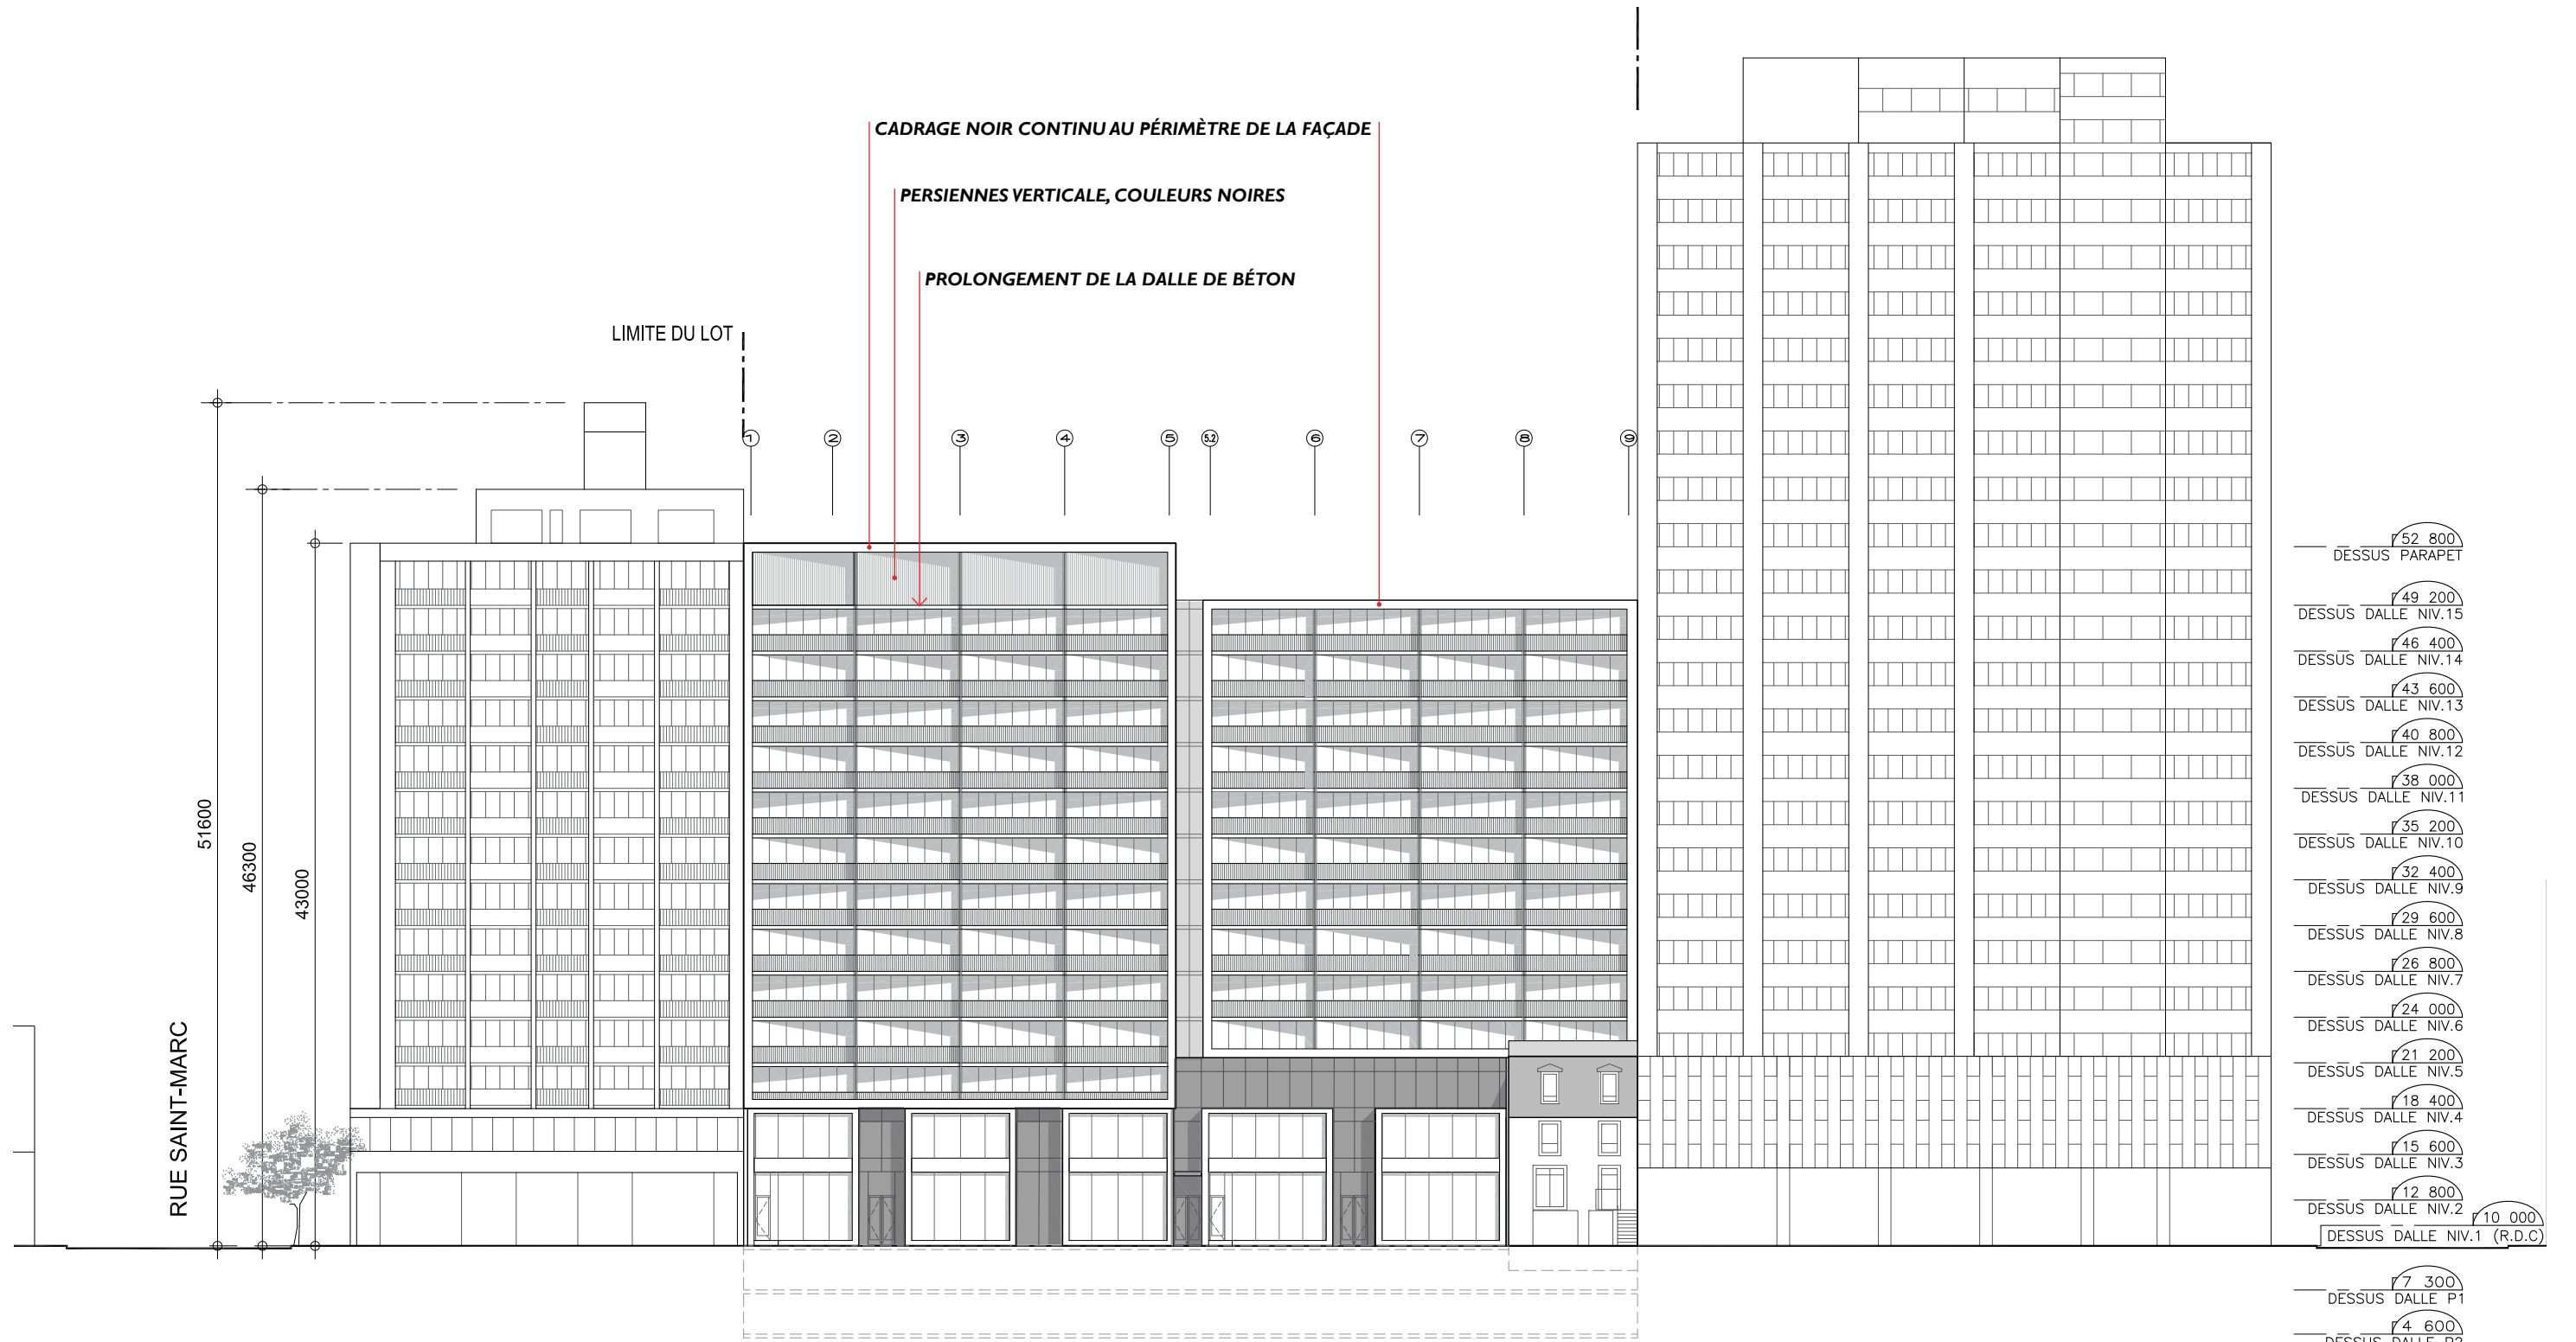 CADRAGE NOIR CONTINU AU PÉRIMÈTRE DE LA FAÇADE
PERSIENNES VERTICALE, COULEURS NOIRES
PROLONGEMENT DE LA DALLE DE BÉTON
LIMITE DU LOT
1 2 3 4 5 5.2 6 7 8 9
51600
46300
43000
RUE SAINT-MARC
52 800
DESSUS PARAPET
49 200
DESSUS DALLE NIV.15
46 400
DESSUS DALLE NIV.14
43 600
DESSUS DALLE NIV.13
40 800
DESSUS DALLE NIV.12
38 000
DESSUS DALLE NIV.11
35 200
DESSUS DALLE NIV.10
32 400
DESSUS DALLE NIV.9
29 600
DESSUS DALLE NIV.8
26 800
DESSUS DALLE NIV.7
24 000
DESSUS DALLE NIV.6
21 200
DESSUS DALLE NIV.5
18 400
DESSUS DALLE NIV.4
15 600
DESSUS DALLE NIV.3
12 800
DESSUS DALLE NIV.2
10 000
DESSUS DALLE NIV.1 (R.D.C)
7 300
DESSUS DALLE P1
4 600
DESSUS DALLE P2